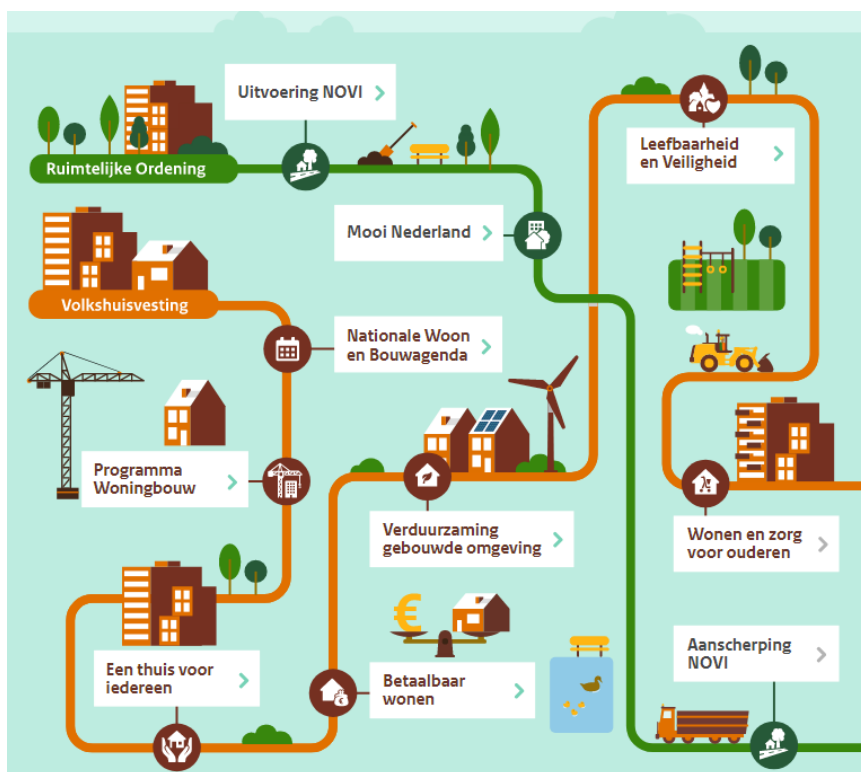 Uitvoering NOVI
Ruimtelijke Ordening
Leefbaarheid
en Veiligheid
Mooi Nederland
Volkshuisvesting
Nationale Woon
en Bouwagenda
Programma
Woningbouw
Verduurzaming
gebouwde omgeving
Wonen en zorg
voor ouderen
Een thuis voor
iedereen
€
Betaalbaar
wonen
Aanscherping
NOVI